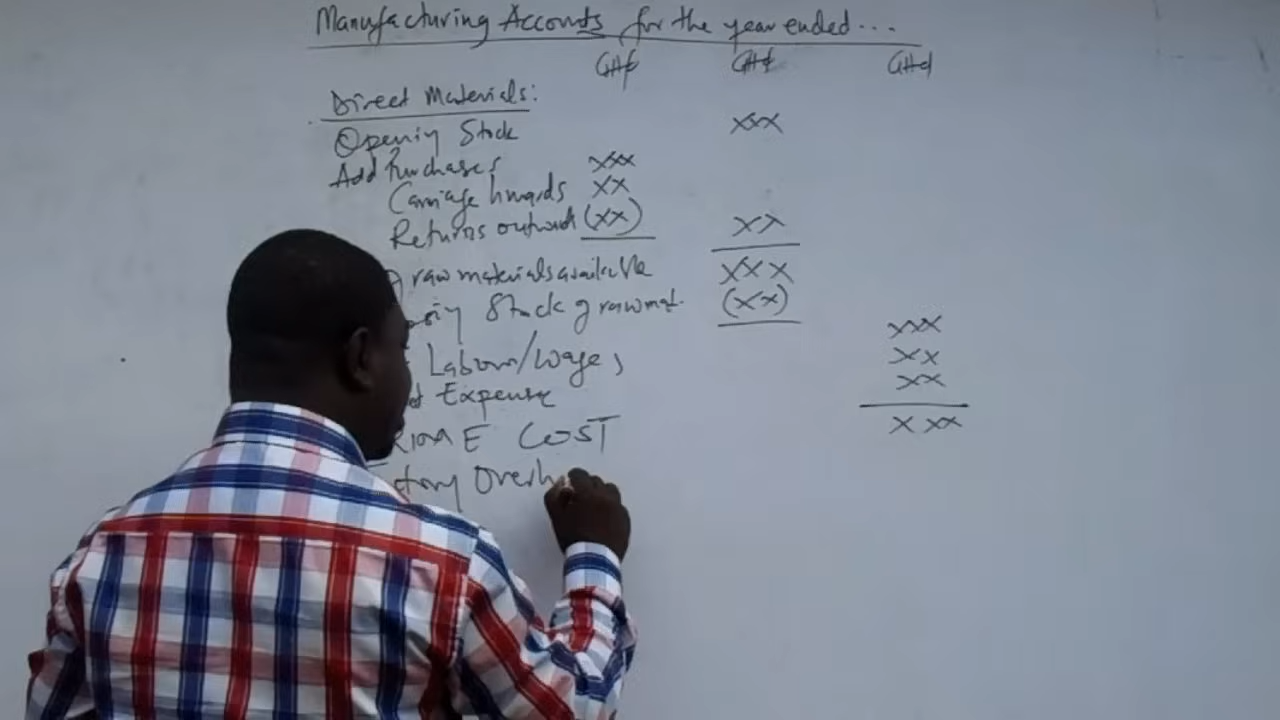 Manufacturing Accounts for the year ended...
GH¢ GH¢ GH¢
Direct Materials:
Opening Stock xxx
Add Purchases xxx
Carriage Inwards xx
Returns outward (xx) xx
raw materials available xxx
Stock of raw mat. (xx) xxx
Labour/Wages xx
Expense xx
COST xxx
Overh